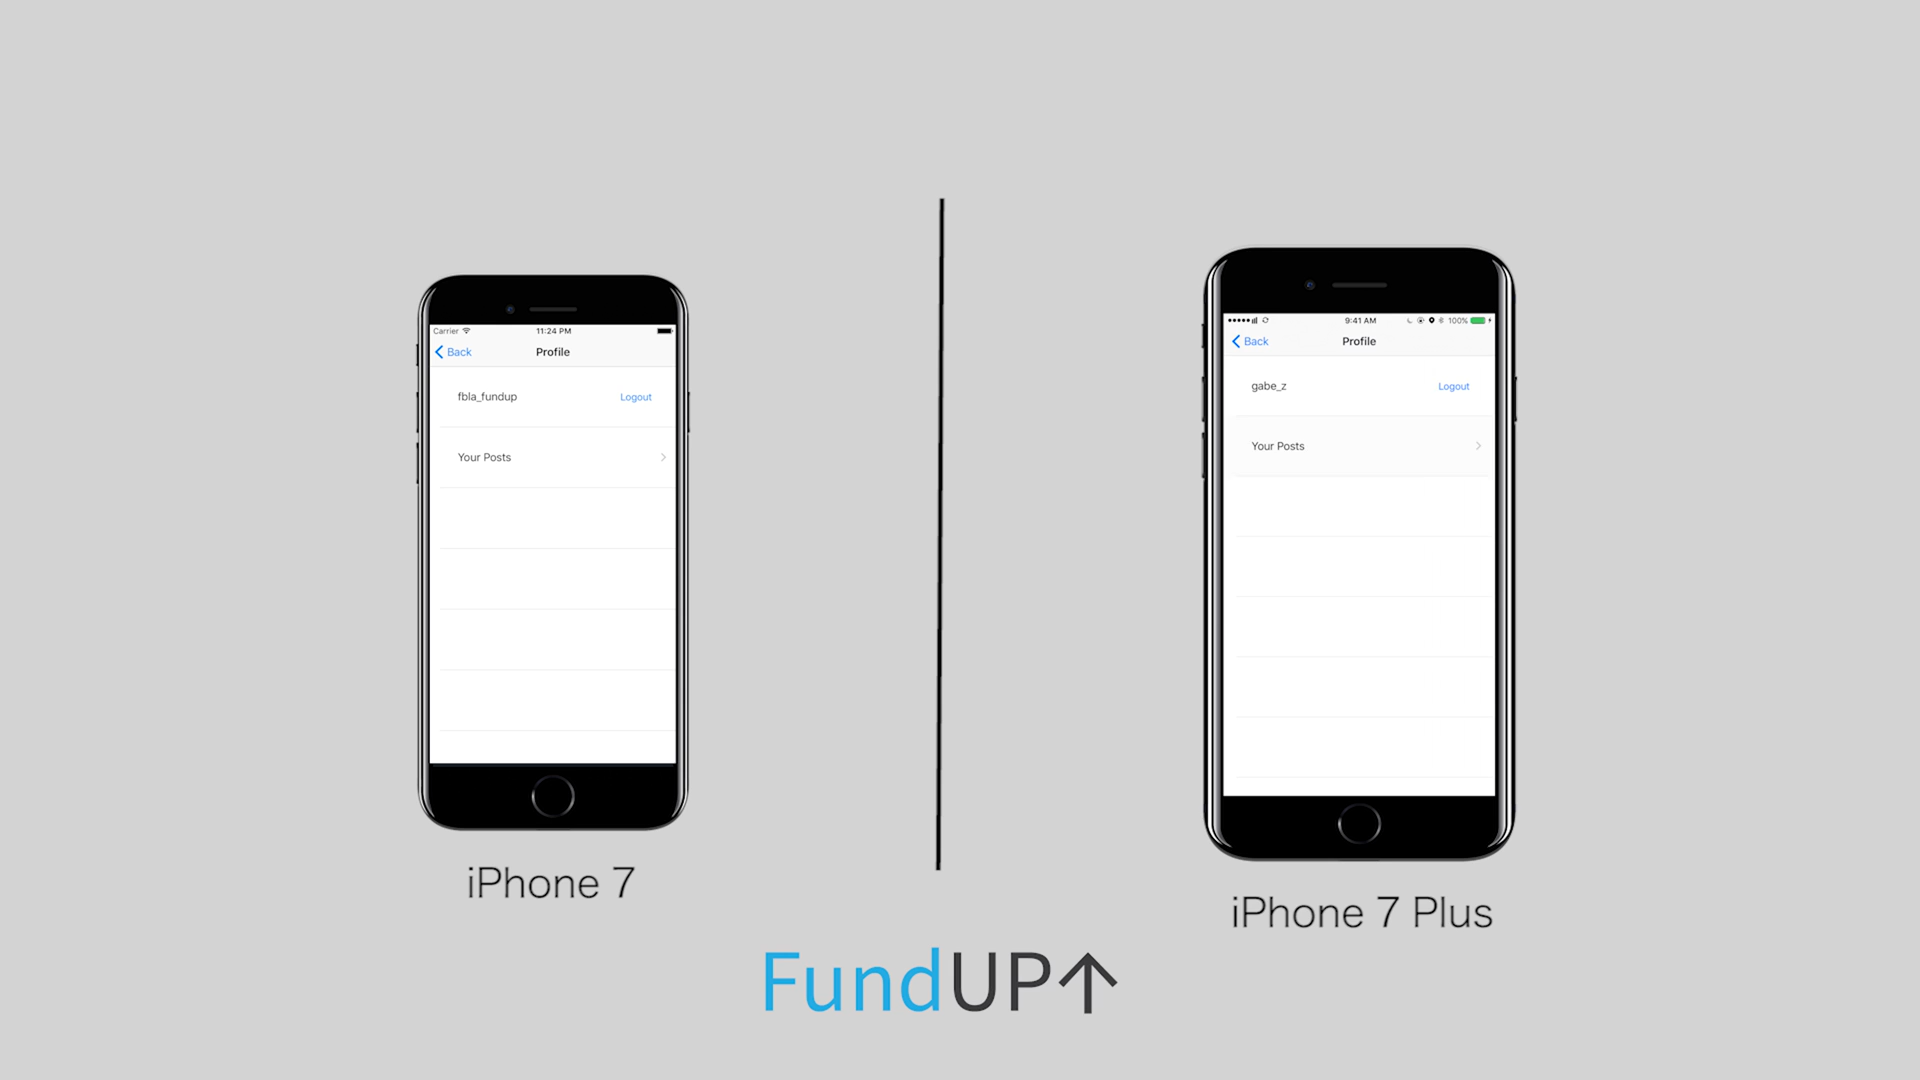 Carrier 11:24 PM
Back Profile
fbla_fundup Logout
Your Posts
iPhone 7
9:41 AM 100%
Back Profile
gabe_z Logout
Your Posts
iPhone 7 Plus
FundUP↑